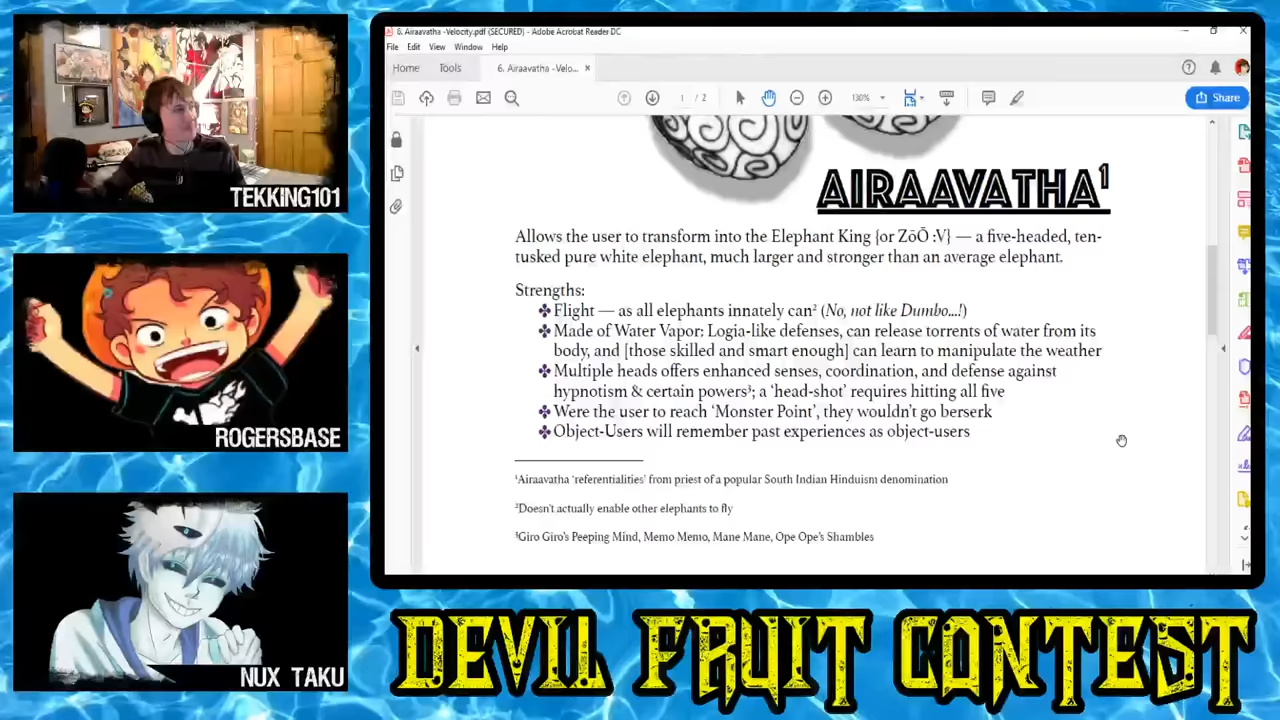 TEKKING101
ROGERSBASE
NUX TAKU
6. Airaavatha -Velocity.pdf (SECURED) - Adobe Acrobat Reader DC
File Edit View Window Help
Home Tools 6. Airaavatha -Velo... ×
1 / 2 130% Share
AIRAAVATHA¹
Allows the user to transform into the Elephant King {or ZōŌ :V} — a five-headed, ten-
tusked pure white elephant, much larger and stronger than an average elephant.
Strengths:
✤ Flight — as all elephants innately can² (No, not like Dumbo...!)
✤ Made of Water Vapor: Logia-like defenses, can release torrents of water from its
body, and [those skilled and smart enough] can learn to manipulate the weather
✤ Multiple heads offers enhanced senses, coordination, and defense against
hypnotism & certain powers³; a ‘head-shot’ requires hitting all five
✤ Were the user to reach ‘Monster Point’, they wouldn’t go berserk
✤ Object-Users will remember past experiences as object-users
¹Airaavatha ‘referentialities’ from priest of a popular South Indian Hinduism denomination
²Doesn’t actually enable other elephants to fly
³Giro Giro’s Peeping Mind, Memo Memo, Mane Mane, Ope Ope’s Shambles
DEVIL FRUIT CONTEST